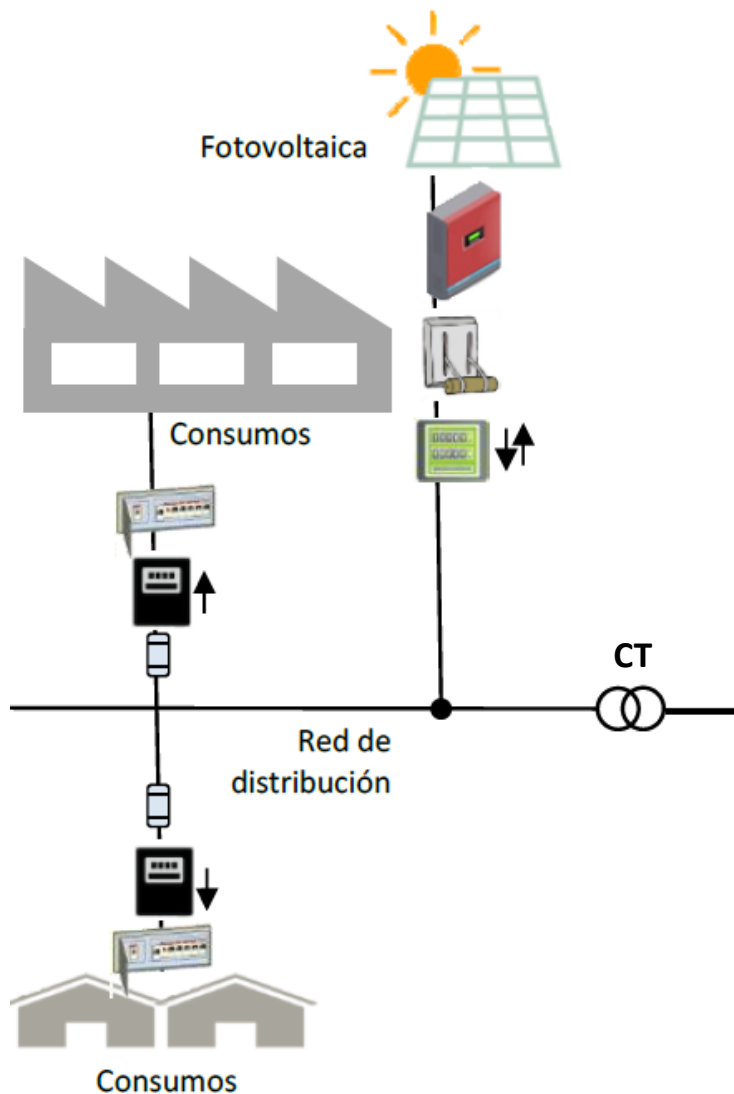 Fotovoltaica
Consumos
CT
Red de
distribución
Consumos